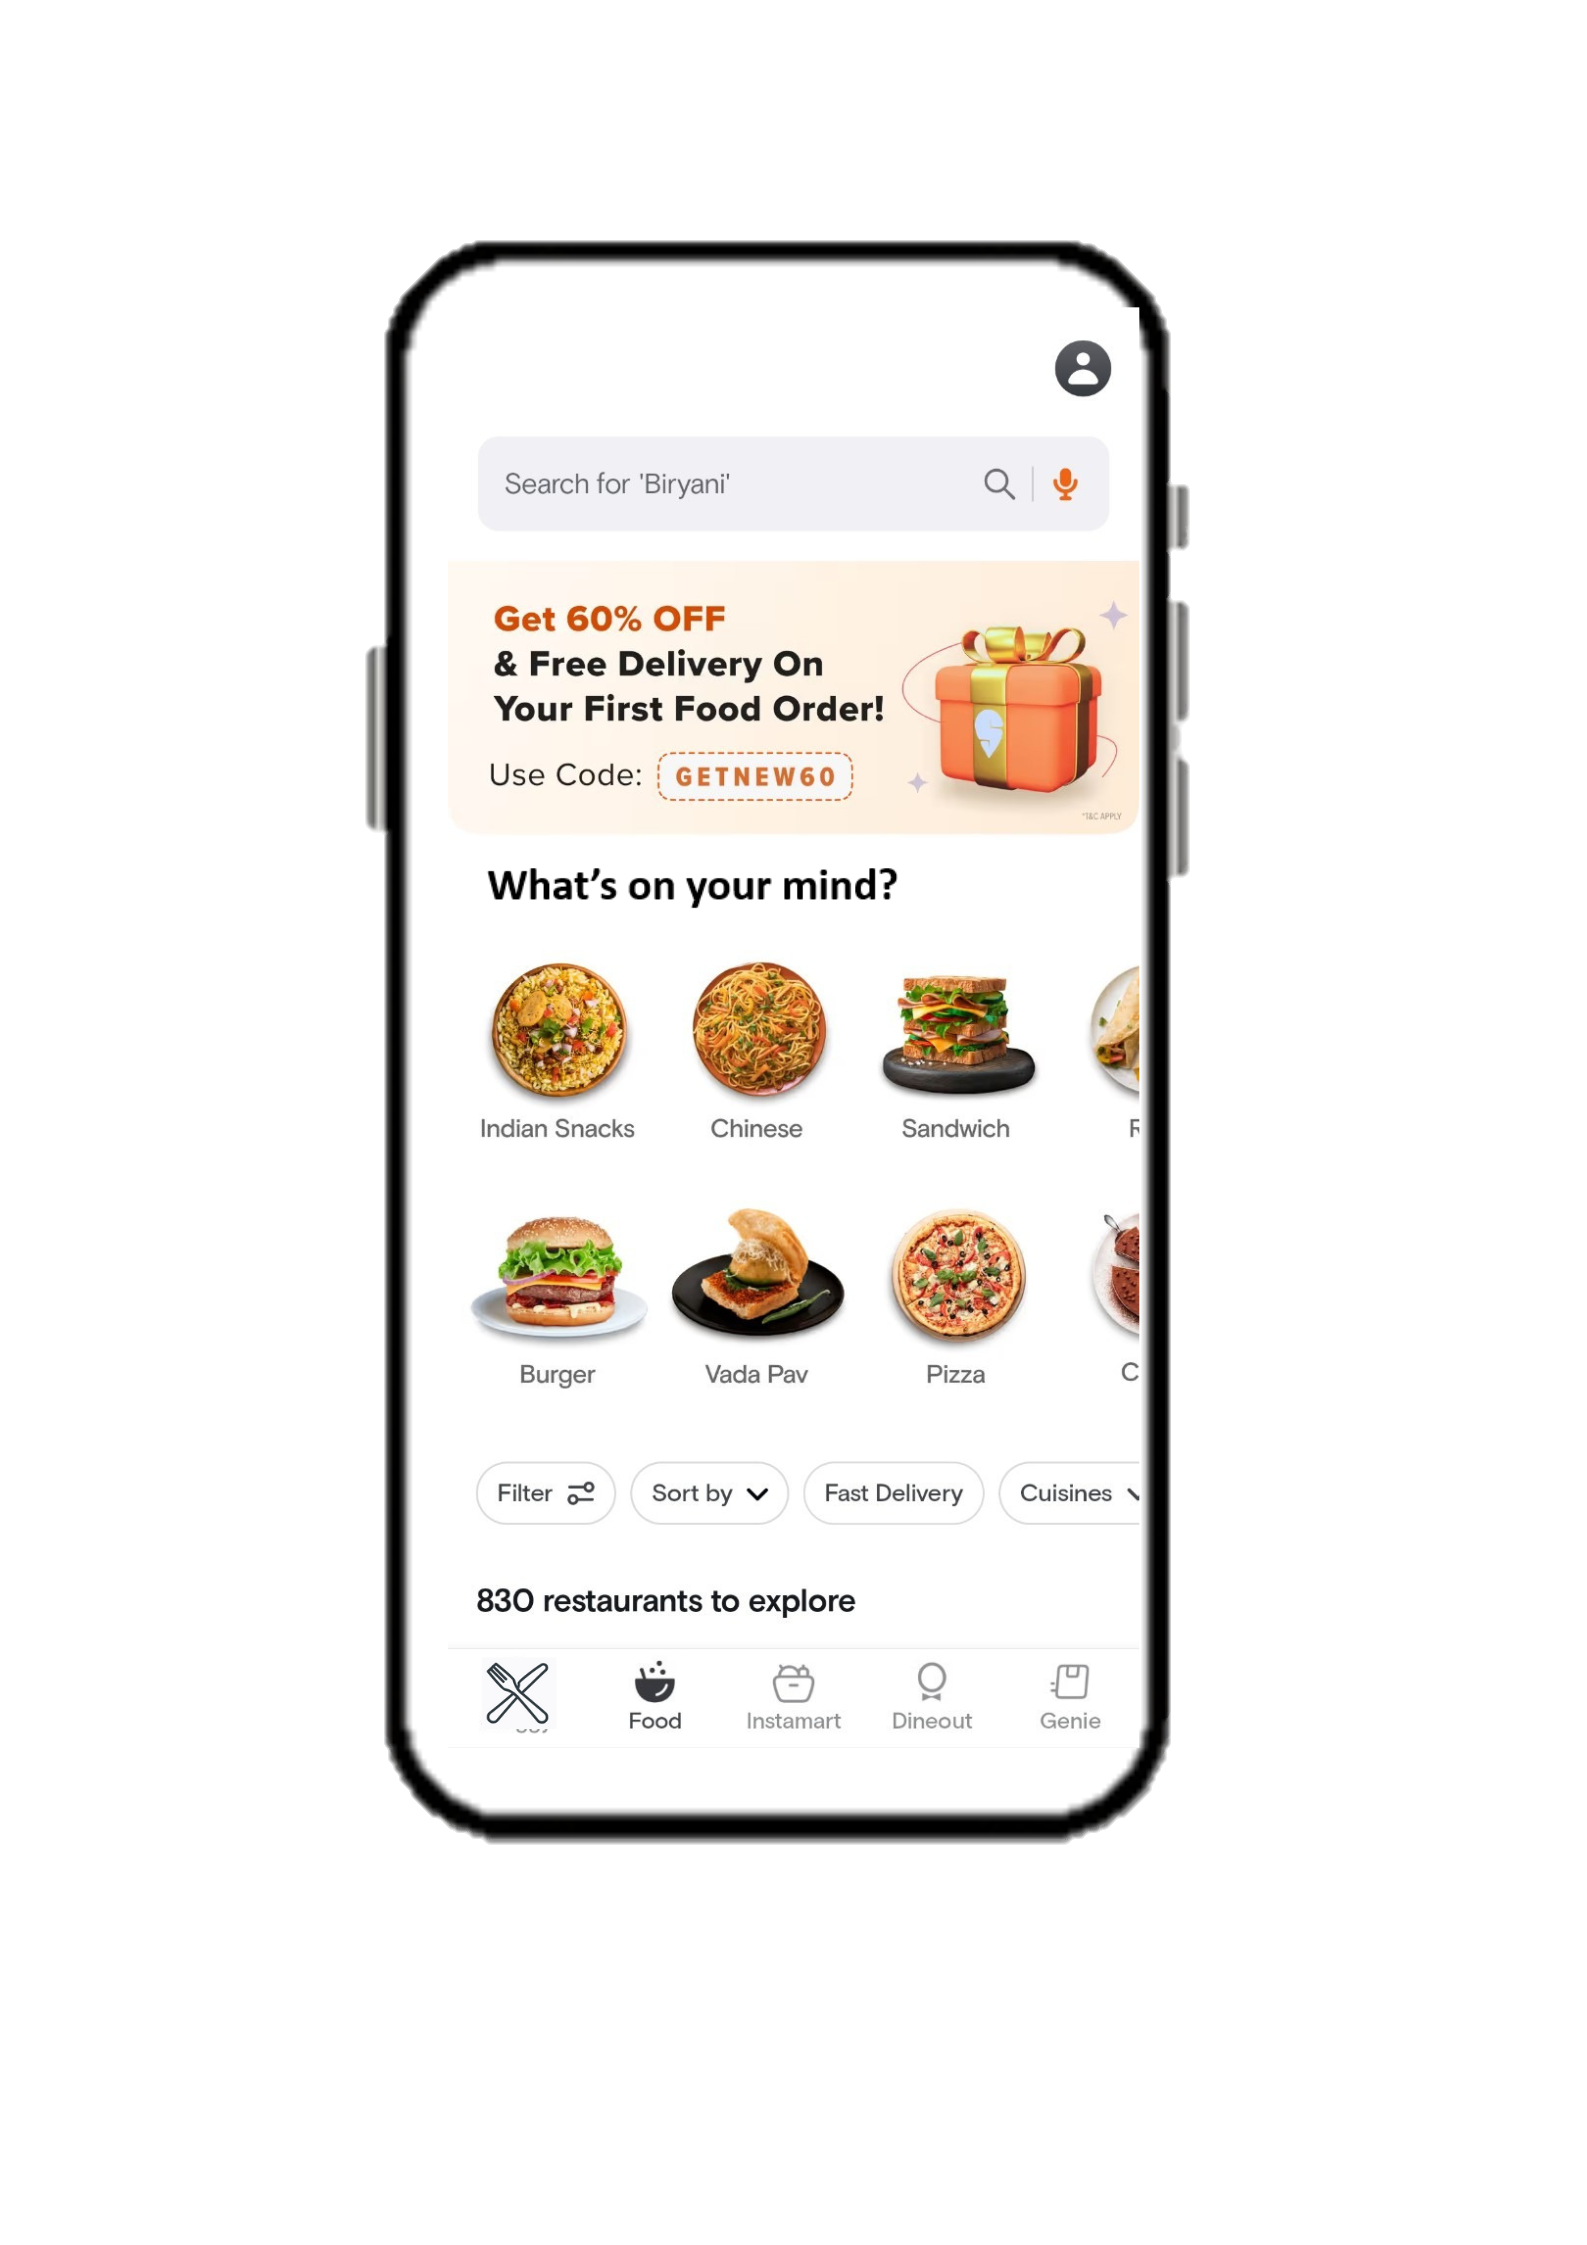 Search for 'Biryani'
Get 60% OFF
& Free Delivery On
Your First Food Order!
Use Code: GETNEW60
*T&C APPLY
What's on your mind?
Indian Snacks Chinese Sandwich
Burger Vada Pav Pizza
Filter Sort by Fast Delivery Cuisines
830 restaurants to explore
Food Instamart Dineout Genie